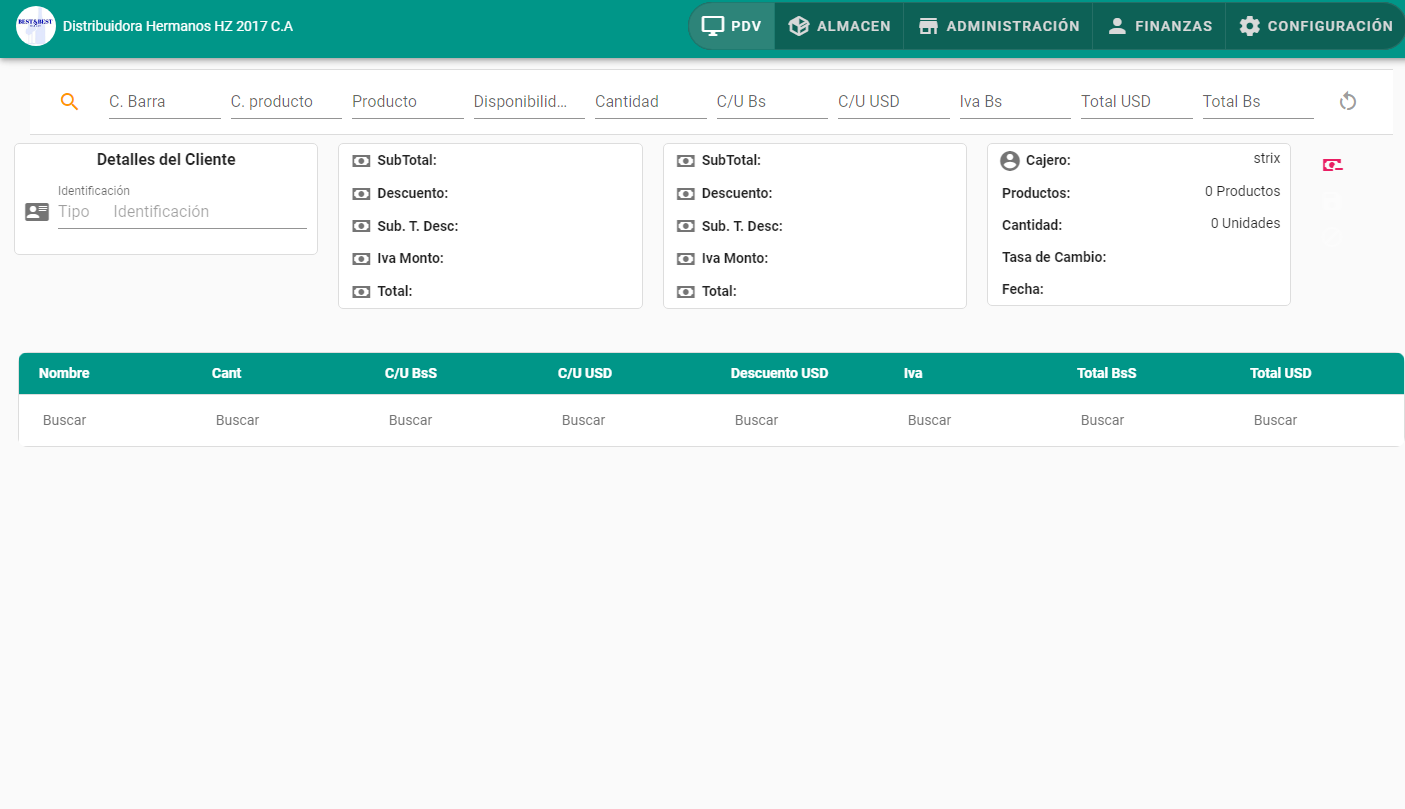 BEST&BEST
Distribuidora Hermanos HZ 2017 C.A
PDV ALMACEN ADMINISTRACIÓN FINANZAS CONFIGURACIÓN
C. Barra C. producto Producto Disponibilid... Cantidad C/U Bs C/U USD Iva Bs Total USD Total Bs
Detalles del Cliente
Identificación
Tipo Identificación
SubTotal:
Descuento:
Sub. T. Desc:
Iva Monto:
Total:
SubTotal:
Descuento:
Sub. T. Desc:
Iva Monto:
Total:
Cajero: strix
Productos: 0 Productos
Cantidad: 0 Unidades
Tasa de Cambio:
Fecha:
Nombre Cant C/U BsS C/U USD Descuento USD Iva Total BsS Total USD
Buscar Buscar Buscar Buscar Buscar Buscar Buscar Buscar